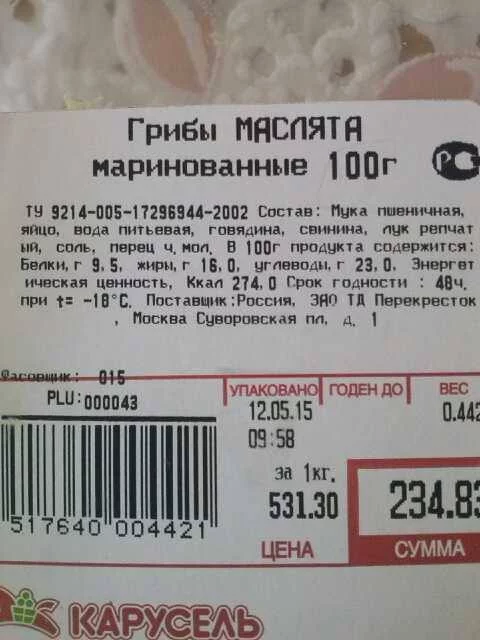 Грибы МАСЛЯТА
маринованные 100г
РС
ТУ 9214-005-17296944-2002 Состав: Мука пшеничная,
яйцо, вода питьевая, говядина, свинина, лук репчат
ый, соль, перец ч.мол. В 100г продукта содержится:
Белки,г 9,5, жиры,г 16,0, углеводы,г 23,0. Энергет
ическая ценность, Ккал 274,0 Срок годности : 48ч.
при t= -18°C. Поставщик:Россия, ЗАО ТД Перекресток
, Москва Суворовская пл, д. 1
Фасовщик: 015
PLU:000043
УПАКОВАНО ГОДЕН ДО ВЕС
12.05.15 0.442
09:58
за 1кг.
531.30 234.83
517640 004421
ЦЕНА СУММА
КАРУСЕЛЬ